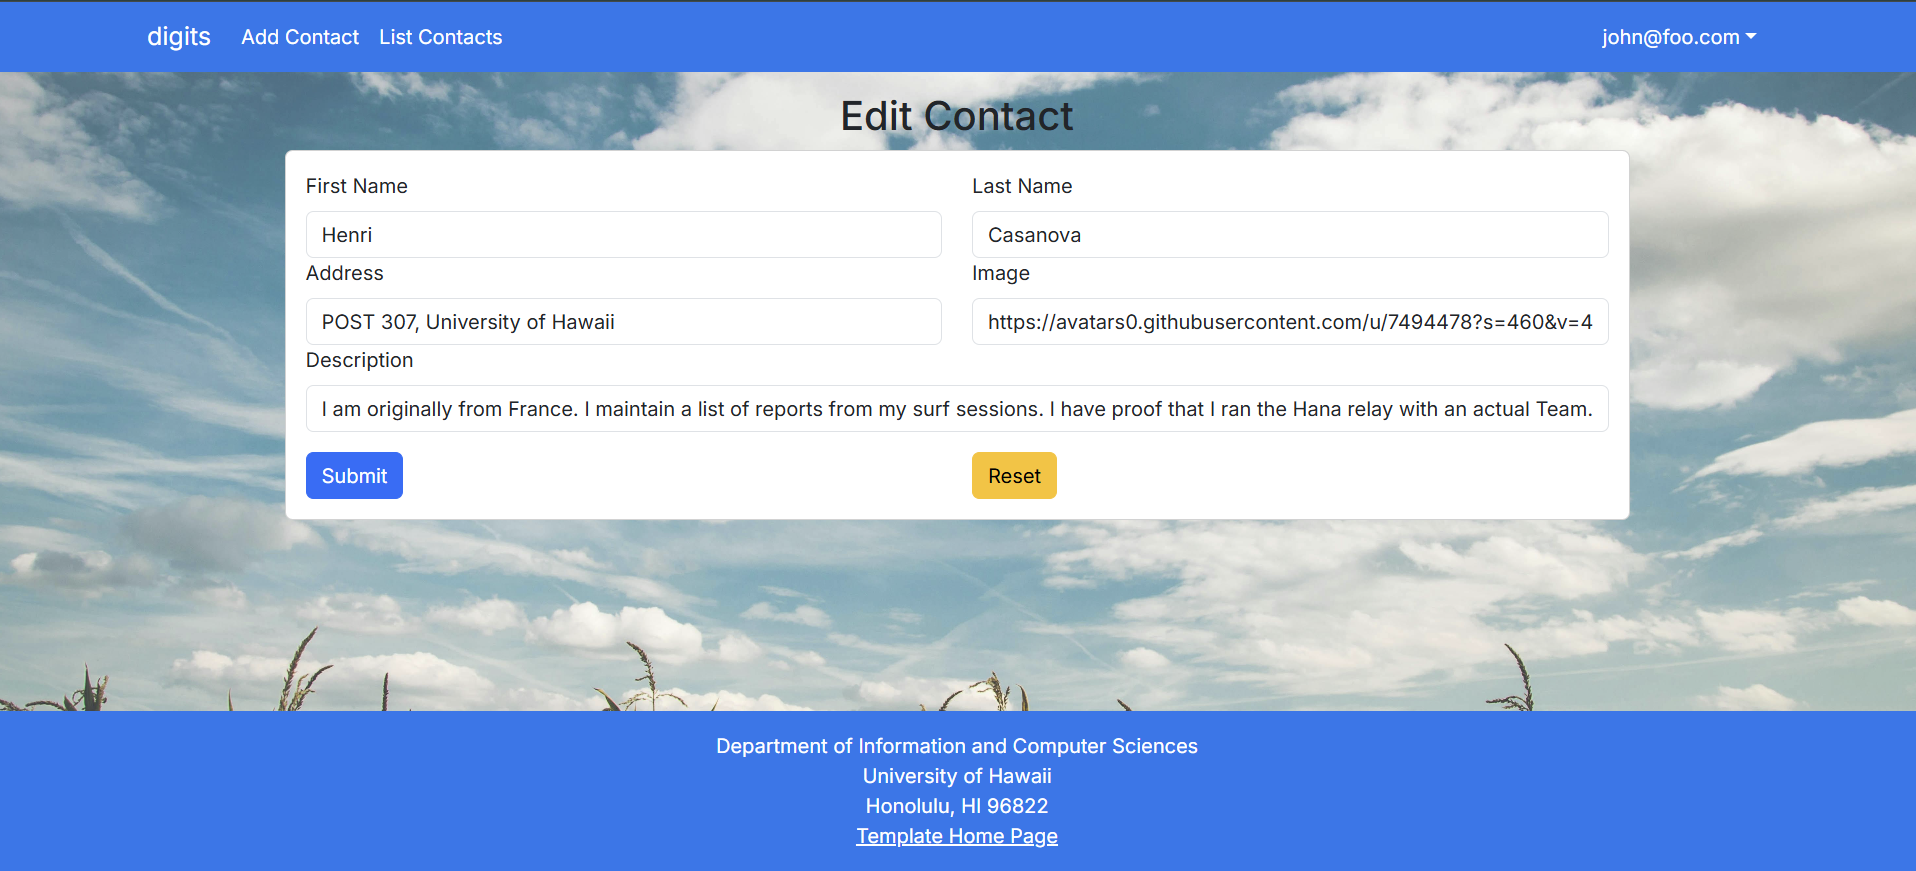 digits Add Contact List Contacts john@foo.com
Edit Contact
First Name Last Name
Henri Casanova
Address Image
POST 307, University of Hawaii https://avatars0.githubusercontent.com/u/7494478?s=460&v=4
Description
I am originally from France. I maintain a list of reports from my surf sessions. I have proof that I ran the Hana relay with an actual Team.
Submit Reset
Department of Information and Computer Sciences
University of Hawaii
Honolulu, HI 96822
Template Home Page